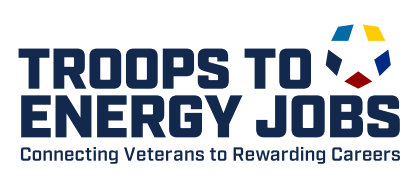 TROOPS TO
ENERGY JOBS
Connecting Veterans to Rewarding Careers